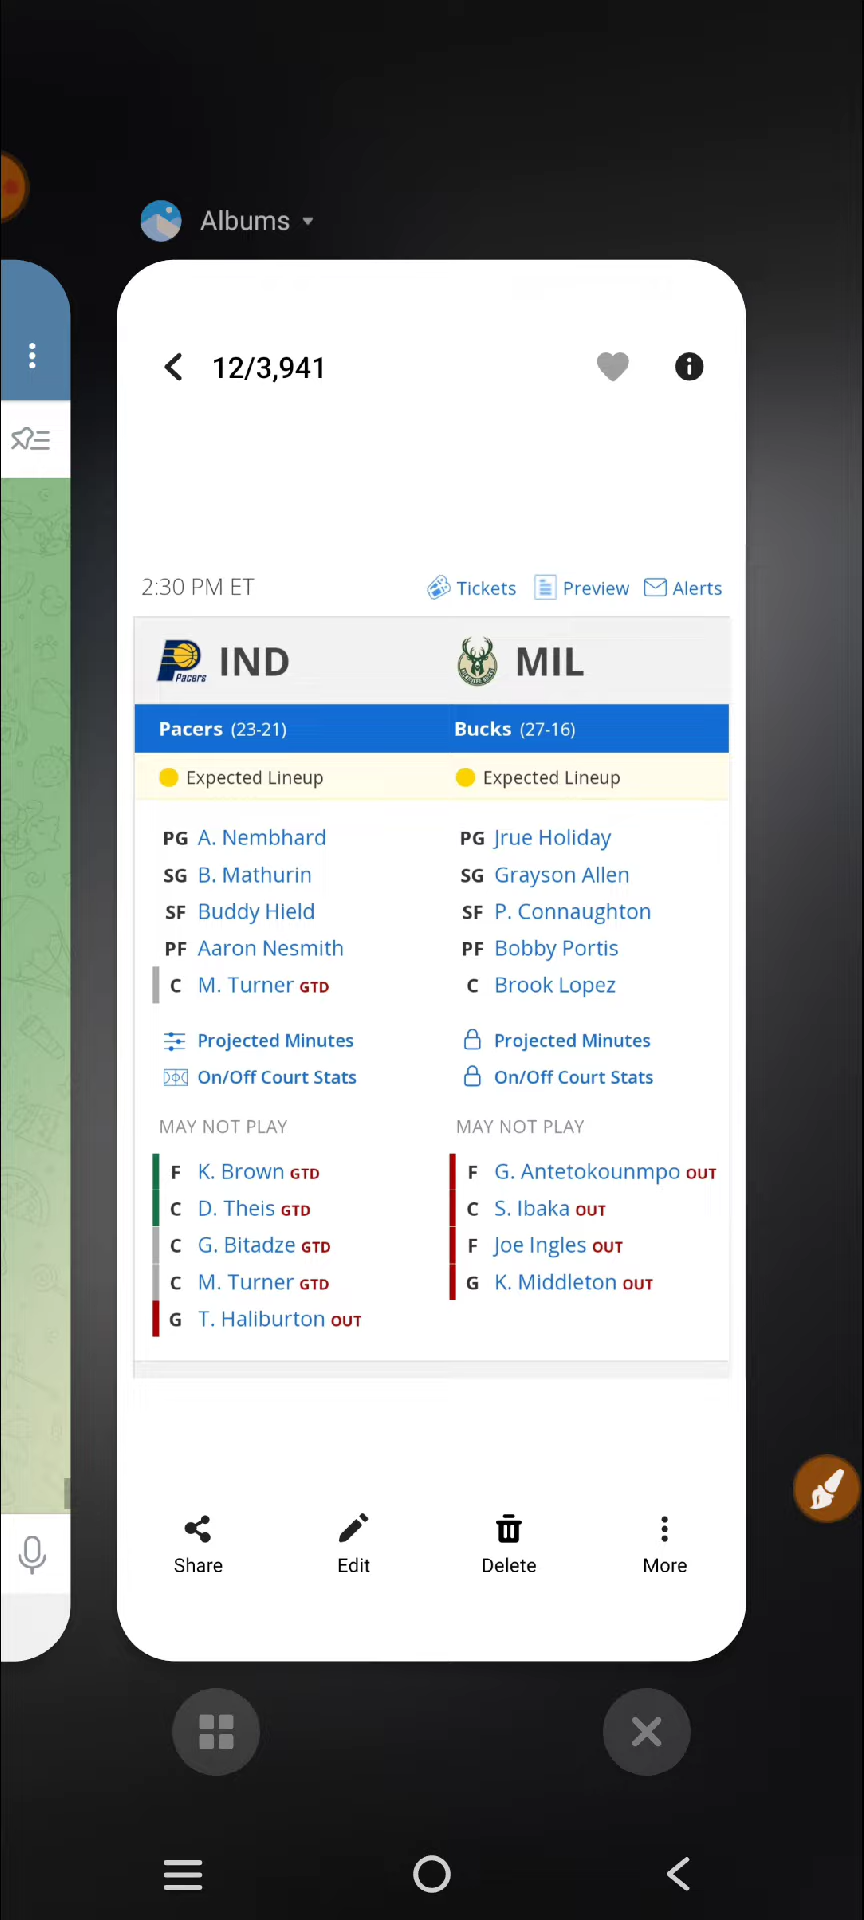 Albums
12/3,941
2:30 PM ET Tickets Preview Alerts
Pacers IND MIL
Pacers (23-21) Bucks (27-16)
Expected Lineup Expected Lineup
PG A. Nembhard PG Jrue Holiday
SG B. Mathurin SG Grayson Allen
SF Buddy Hield SF P. Connaughton
PF Aaron Nesmith PF Bobby Portis
C M. Turner GTD C Brook Lopez
Projected Minutes Projected Minutes
On/Off Court Stats On/Off Court Stats
MAY NOT PLAY MAY NOT PLAY
F K. Brown GTD F G. Antetokounmpo OUT
C D. Theis GTD C S. Ibaka OUT
C G. Bitadze GTD F Joe Ingles OUT
C M. Turner GTD G K. Middleton OUT
G T. Haliburton OUT
Share Edit Delete More